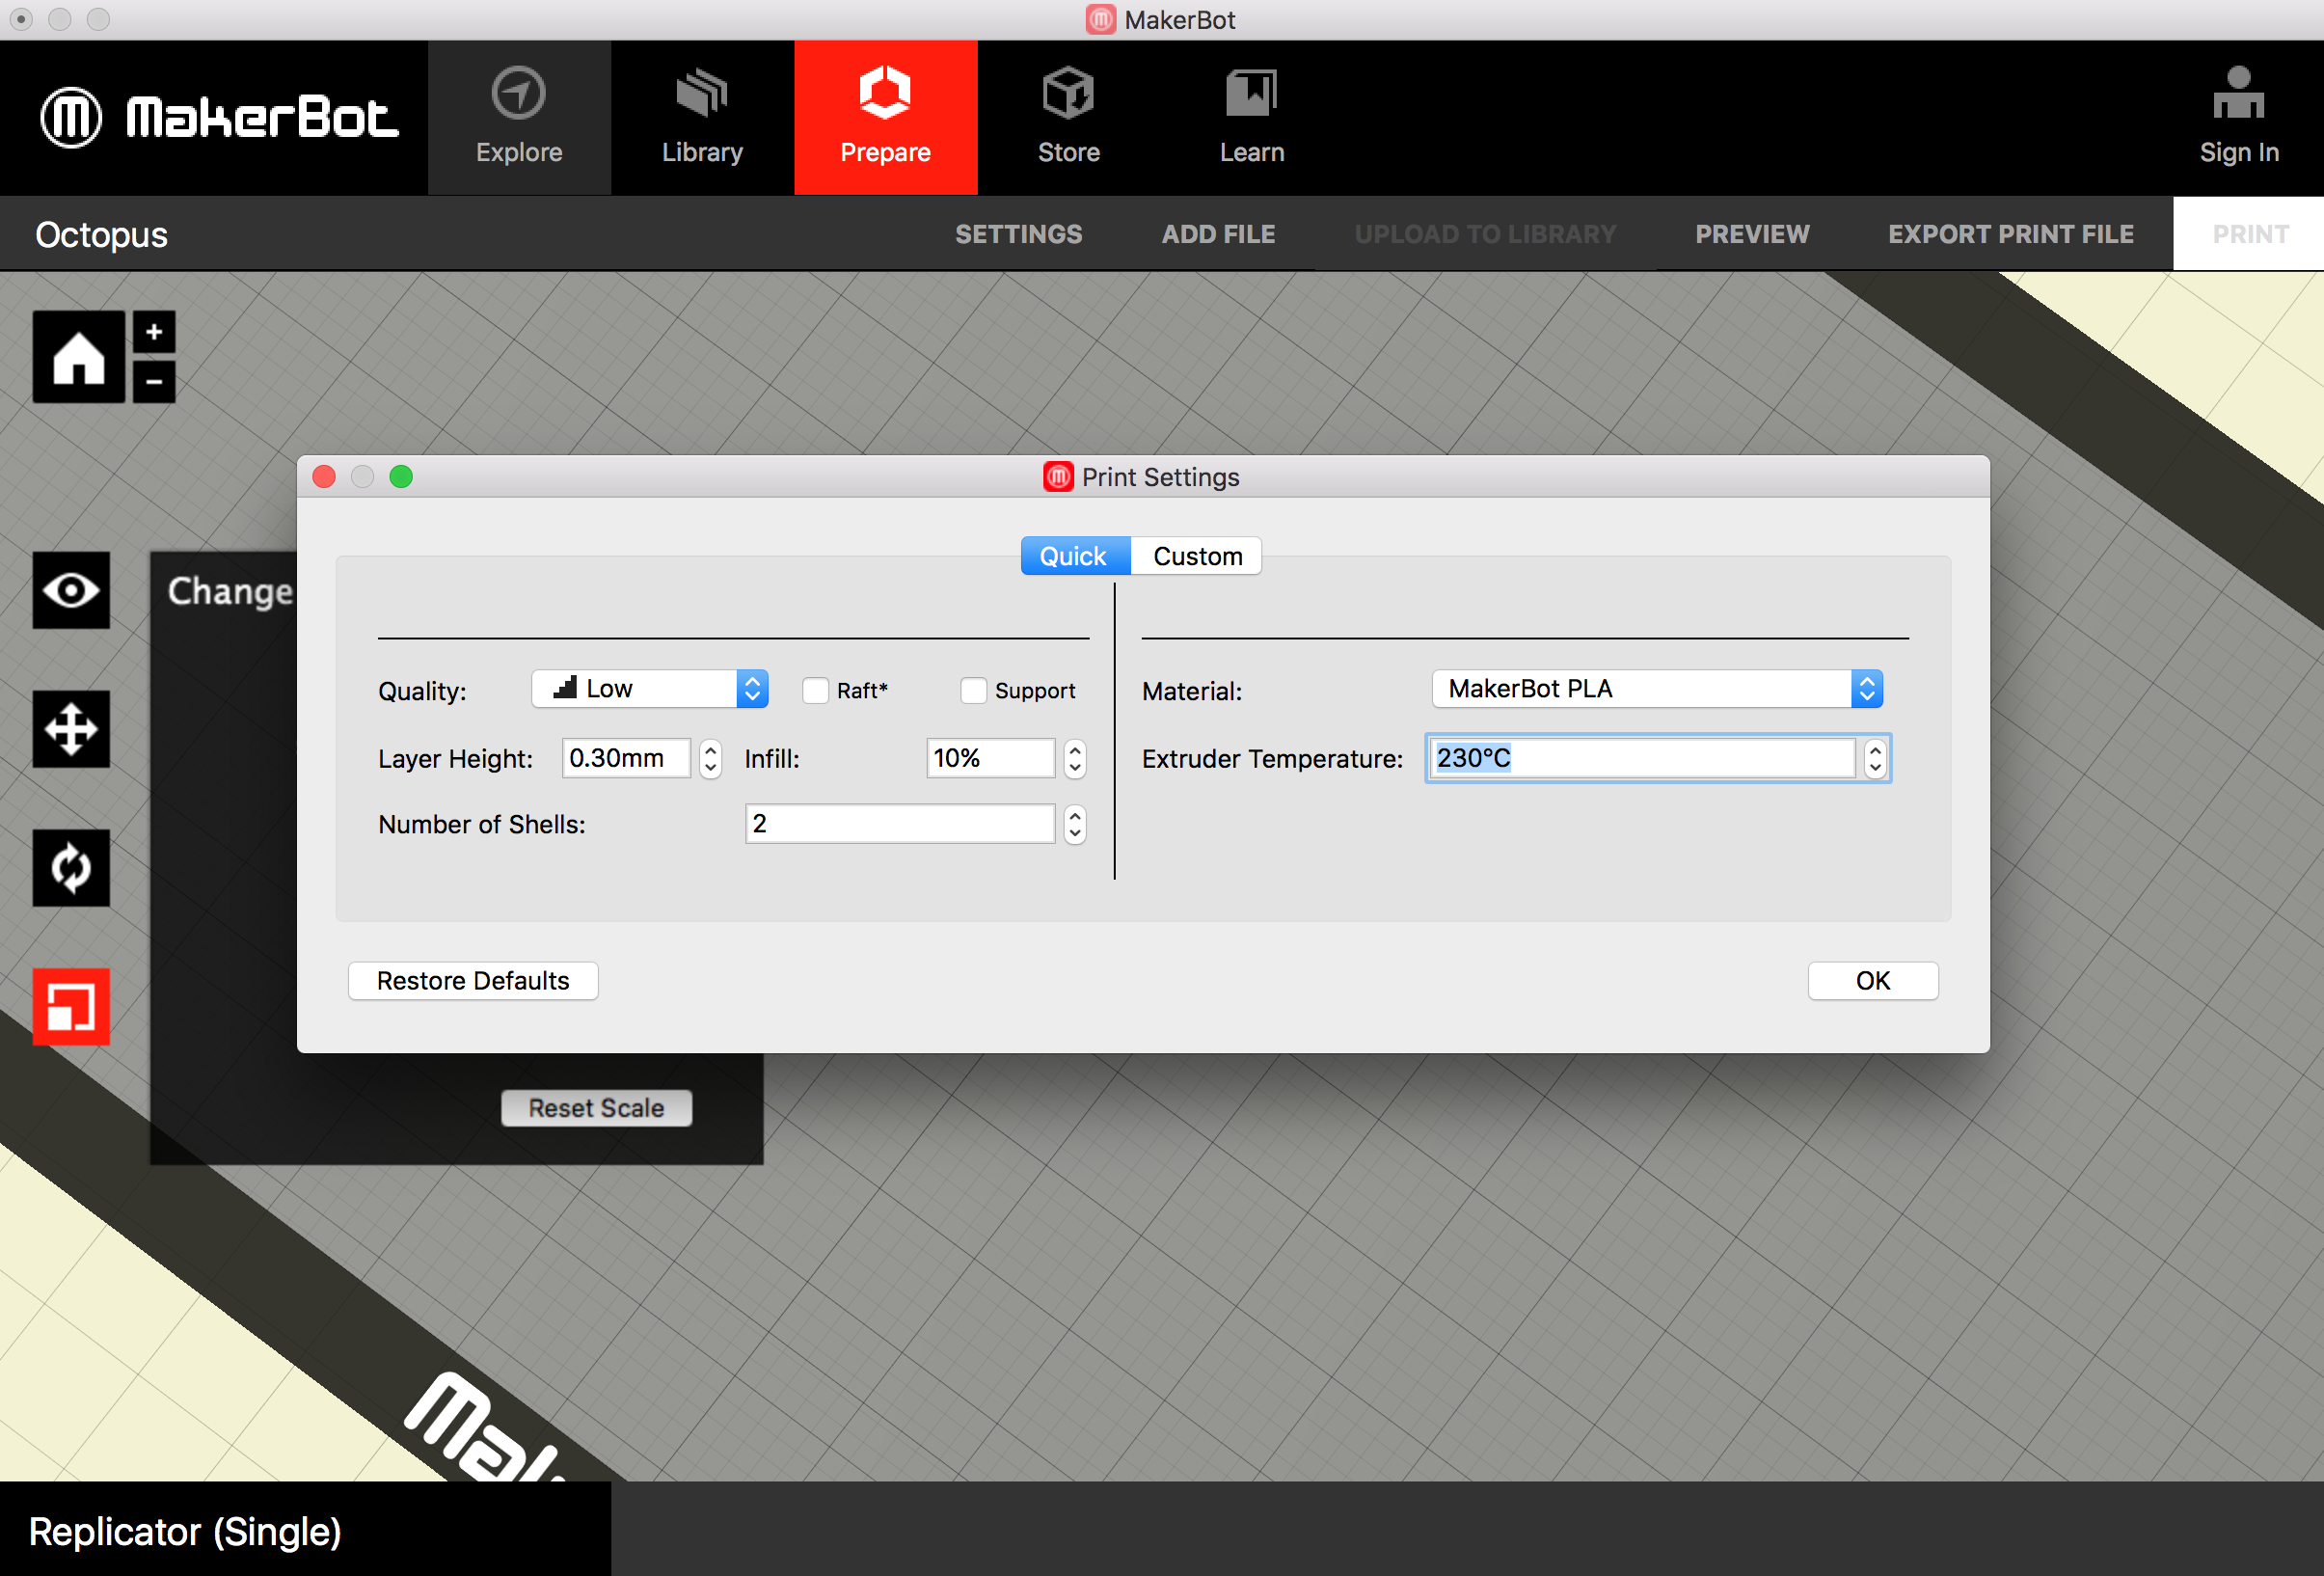 MakerBot
MakerBot
Explore
Library
Prepare
Store
Learn
Sign In
Octopus
SETTINGS
ADD FILE
UPLOAD TO LIBRARY
PREVIEW
EXPORT PRINT FILE
PRINT
Print Settings
Quick
Custom
Change
Quality:
Low
Raft*
Support
Material:
MakerBot PLA
Layer Height:
0.30mm
Infill:
10%
Extruder Temperature:
230°C
Number of Shells:
2
Restore Defaults
OK
Reset Scale
Mak
Replicator (Single)